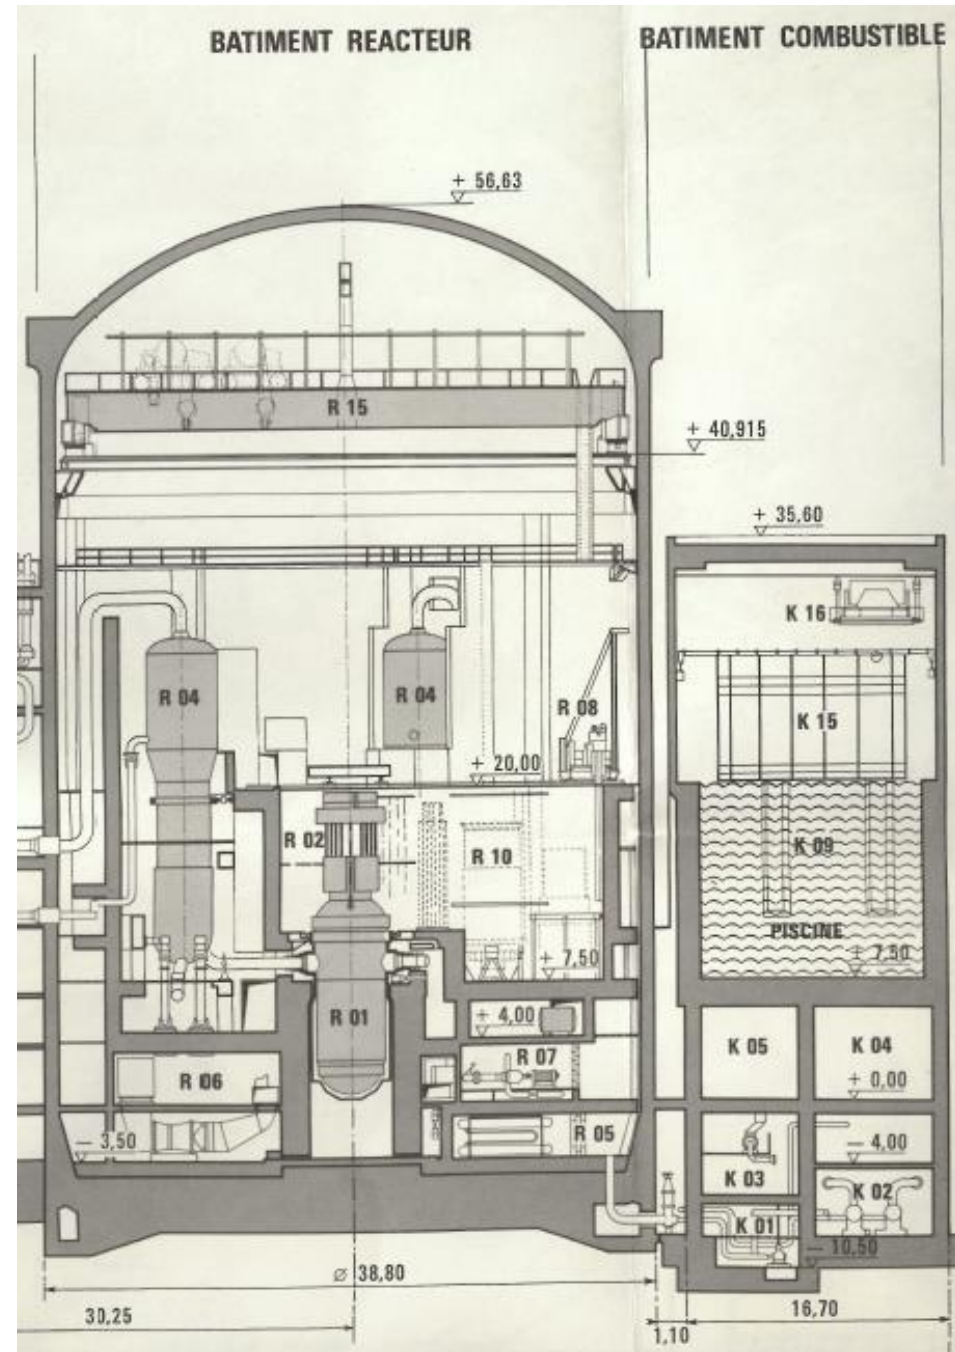 BATIMENT REACTEUR
BATIMENT COMBUSTIBLE
+ 56,63
R 15
+ 40,915
+ 35,60
K 16
R 04
R 04
R 08
K 15
+ 20,00
R 02
R 10
K 09
PISCINE
+ 7,50
+ 7,50
R 01
+ 4,00
K 05
K 04
R 07
R 06
+ 0,00
- 3,50
R 05
- 4,00
K 03
K 02
K 01
- 10,50
ø 38,80
30,25
16,70
1,10